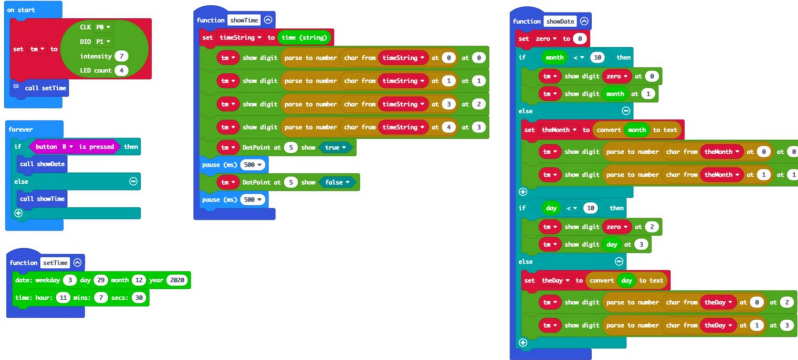 on start
set tm to
CLK P0
DIO P1
intensity 7
LED count 4
call setTime
forever
if button B is pressed then
call showDate
else
call showTime
function setTime
date: weekday 3 day 29 month 12 year 2020
time: hour: 11 mins: 7 secs: 30
function showTime
set timeString to time (string)
tm show digit parse to number char from timeString at 0 at 0
tm show digit parse to number char from timeString at 1 at 1
tm show digit parse to number char from timeString at 3 at 2
tm show digit parse to number char from timeString at 4 at 3
tm DotPoint at 5 show true
pause (ms) 500
tm DotPoint at 5 show false
pause (ms) 500
function showDate
set zero to 0
if month < 10 then
tm show digit zero at 0
tm show digit month at 1
else
set theMonth to convert month to text
tm show digit parse to number char from theMonth at 0 at 0
tm show digit parse to number char from theMonth at 1 at 1
if day < 10 then
tm show digit zero at 2
tm show digit day at 3
else
set theDay to convert day to text
tm show digit parse to number char from theDay at 0 at 2
tm show digit parse to number char from theDay at 1 at 3